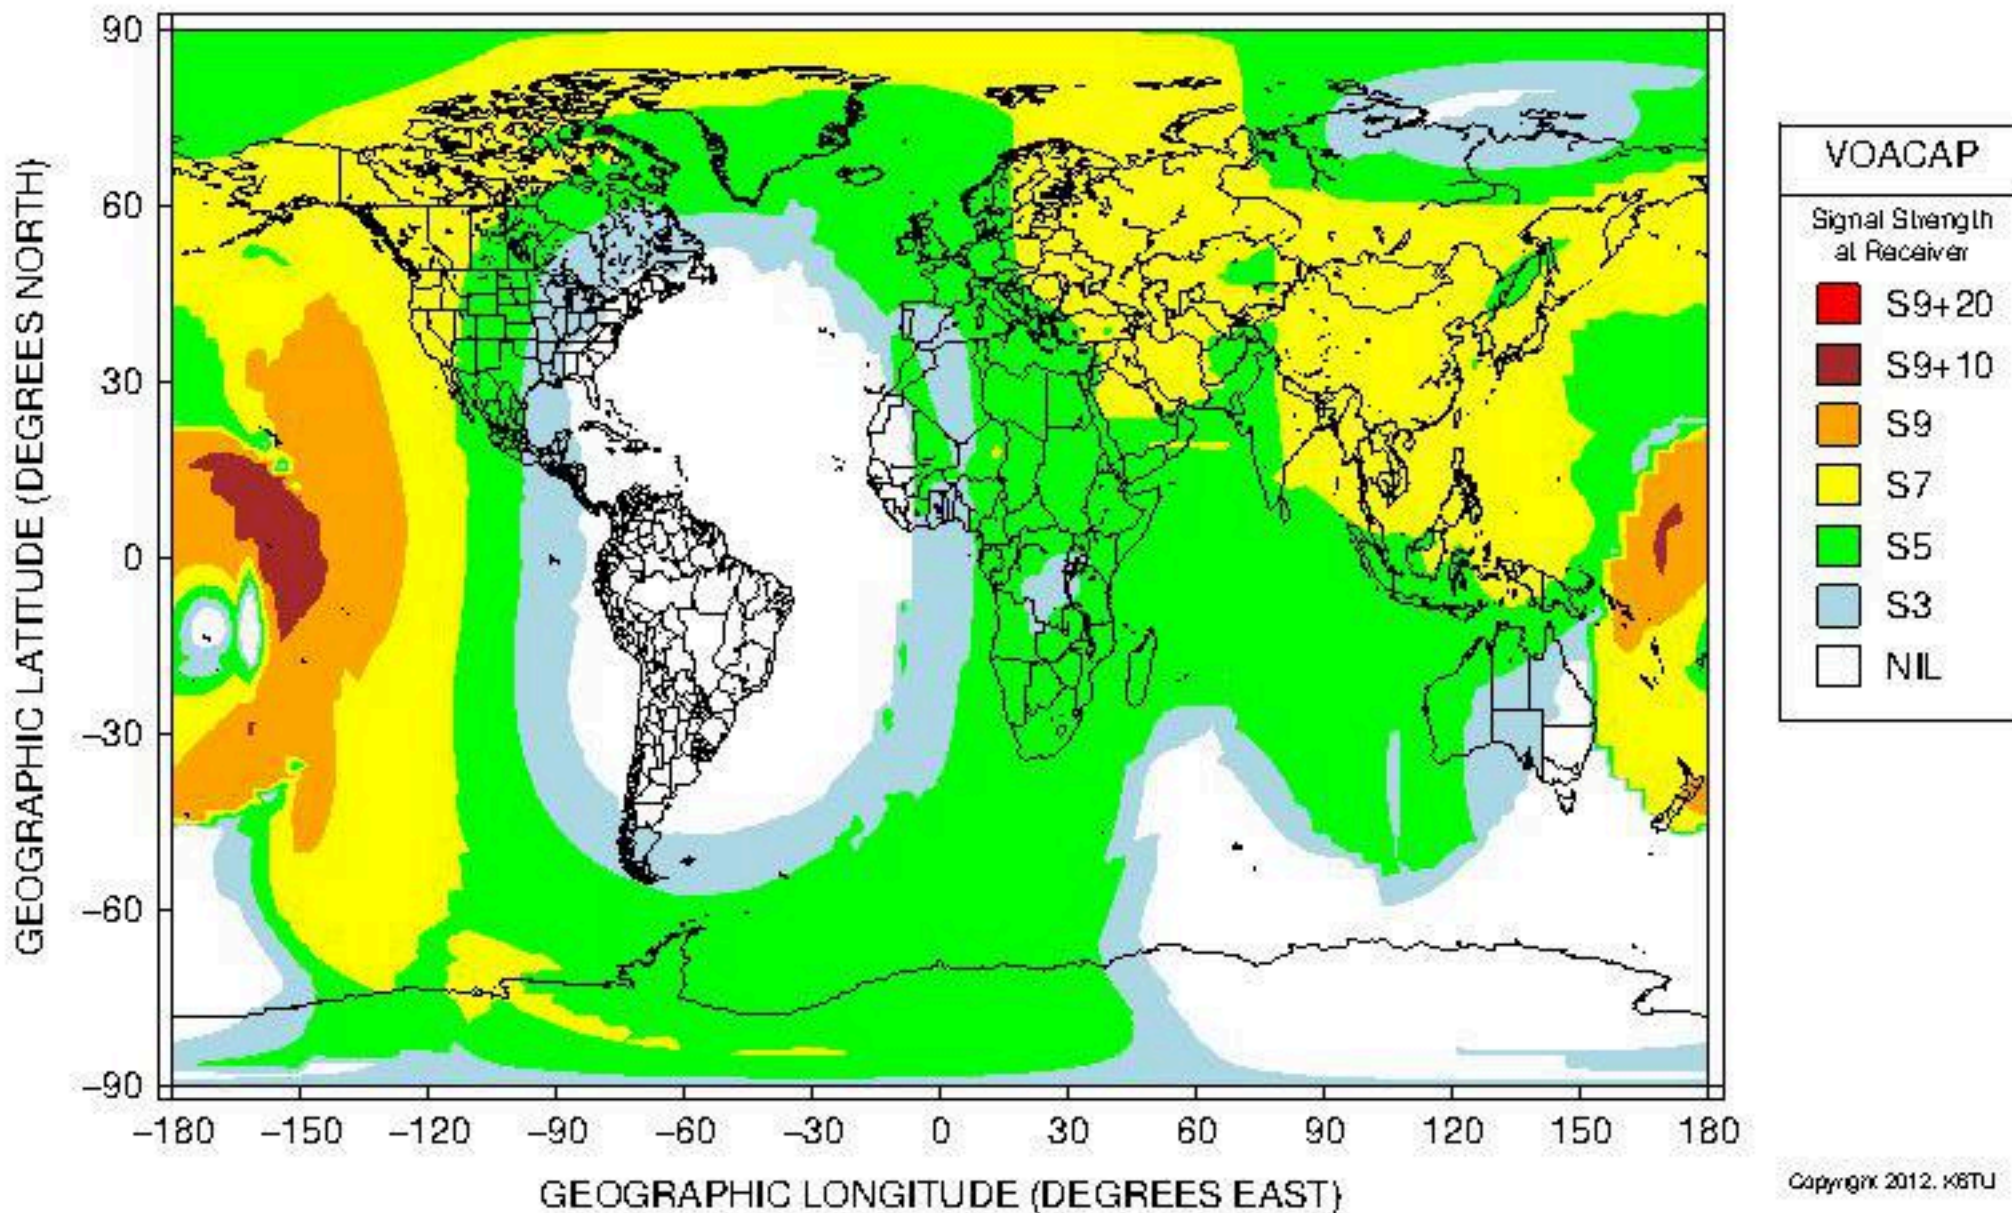 90
60
30
0
−30
−60
−90
GEOGRAPHIC LATITUDE (DEGREES NORTH)
−180 −150 −120 −90 −60 −30 0 30 60 90 120 150 180
GEOGRAPHIC LONGITUDE (DEGREES EAST)
VOACAP
Signal Strength
at Receiver
S9+20
S9+10
S9
S7
S5
S3
NIL
Copyright 2012, K6TU